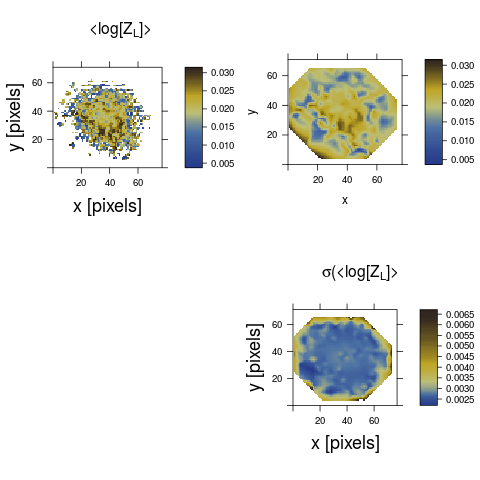 <log[Z_L]>
60
40
20
20 40 60
x [pixels]
y [pixels]
0.030
0.025
0.020
0.015
0.010
0.005
60
40
20
20 40 60
x
y
0.030
0.025
0.020
0.015
0.010
0.005
σ(<log[Z_L]>
60
40
20
20 40 60
x [pixels]
y [pixels]
0.0065
0.0060
0.0055
0.0050
0.0045
0.0040
0.0035
0.0030
0.0025